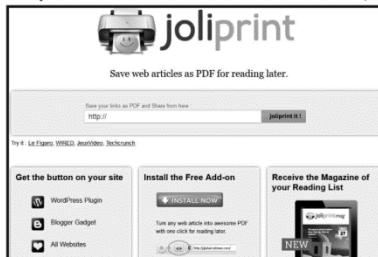 joliprint
Save web articles as PDF for reading later.
Save your links as PDF and Share from here
http://
joliprint it !
Try it : Le Figaro, WIRED, JeuxVideo, Techcrunch
Get the button on your site
WordPress Plugin
Blogger Gadget
All Websites
Install the Free Add-on
INSTALL NOW
Turn any web article into awesome PDF
with one click for reading later.
Receive the Magazine of
your Reading List
joliprintmag
NEW